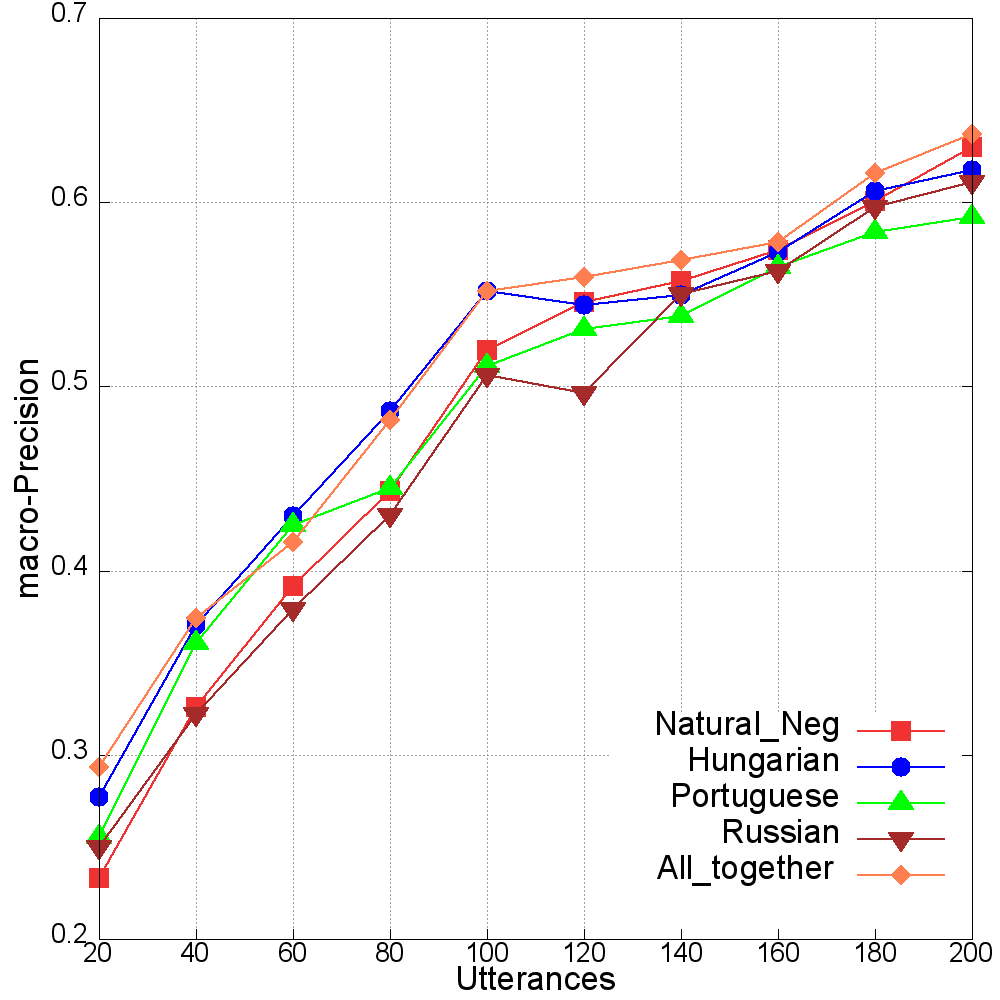 0.7
0.6
0.5
0.4
0.3
0.2
macro-Precision
Natural_Neg
Hungarian
Portuguese
Russian
All_together
20 40 60 80 100 120 140 160 180 200
Utterances